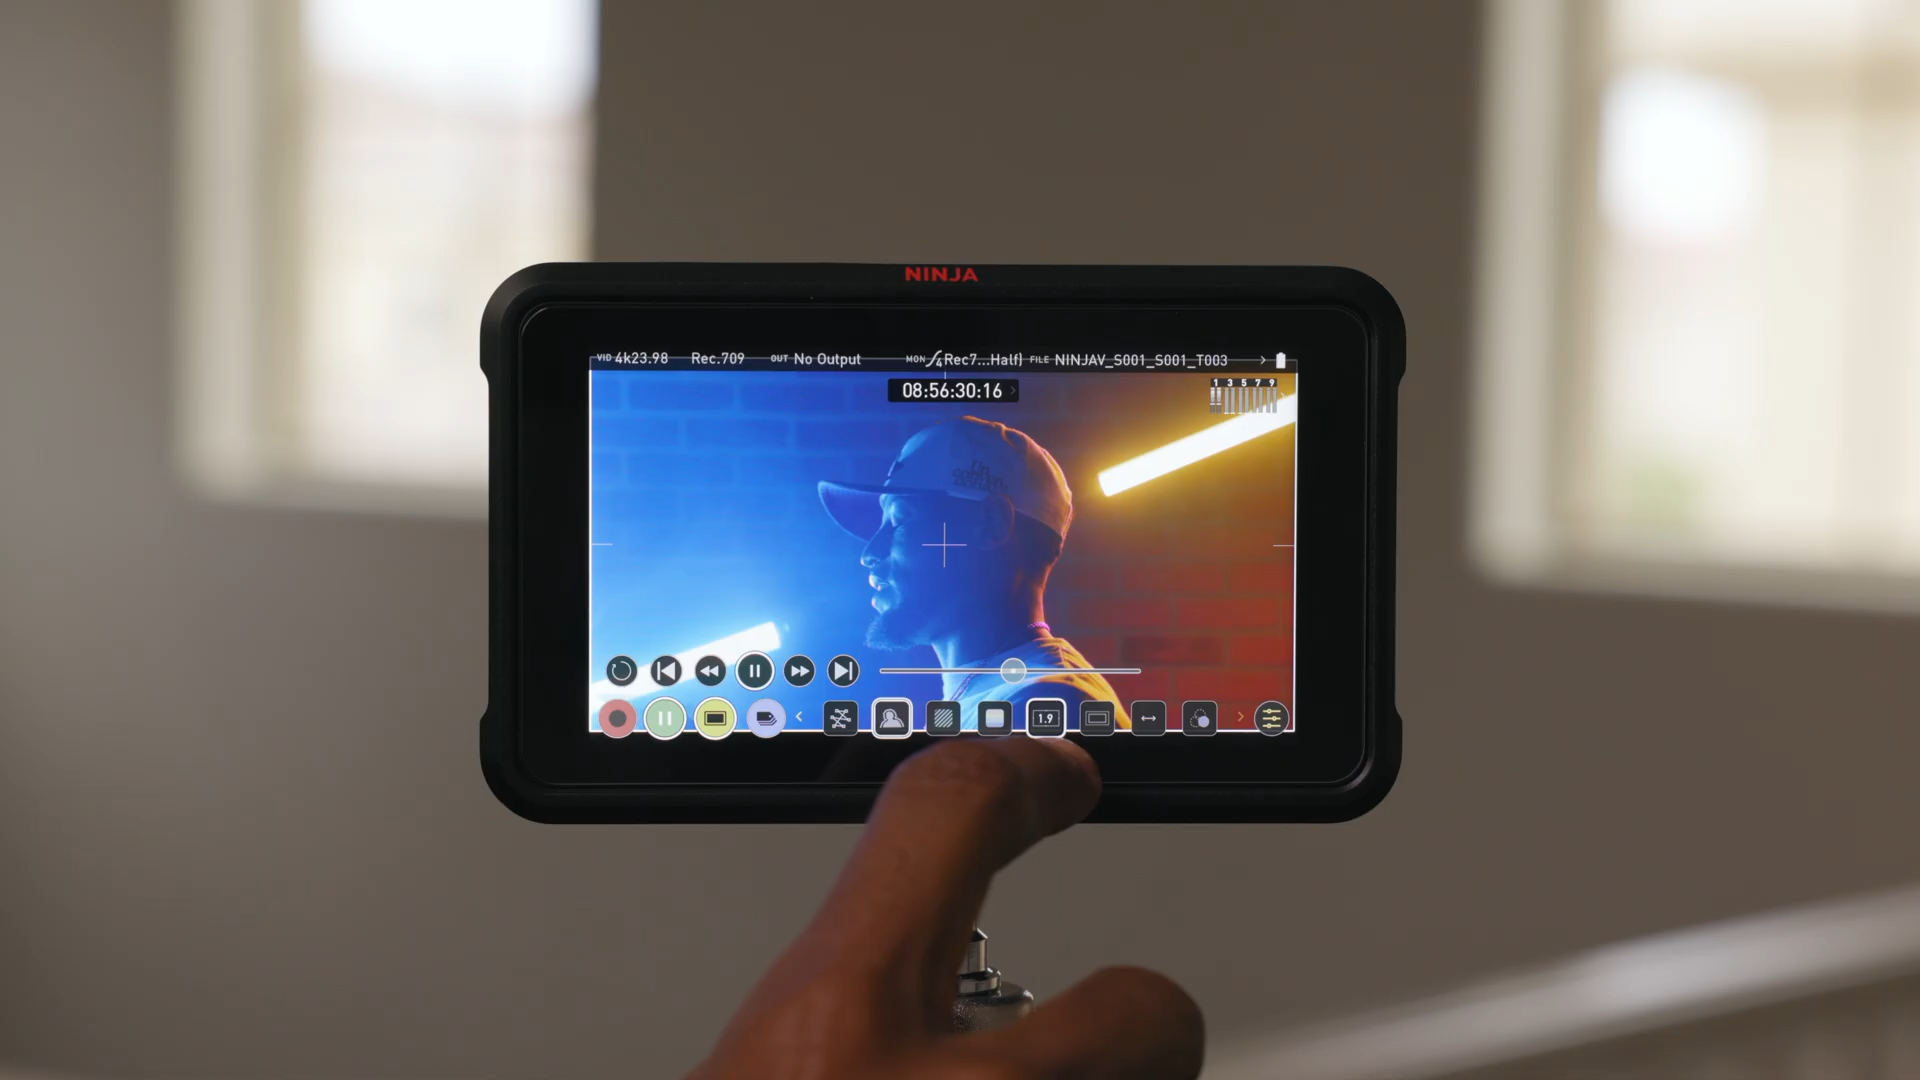 NINJA
VID 4k23.98 Rec.709 OUT No Output MON Rec7...Half) FILE NINJAV_S001_S001_T003
08:56:30:16
1 3 5 7 9
1.9